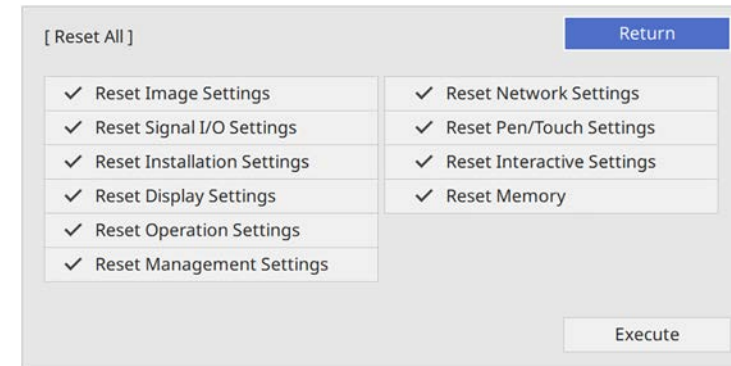 [ Reset All ]
Return
Reset Image Settings
Reset Signal I/O Settings
Reset Installation Settings
Reset Display Settings
Reset Operation Settings
Reset Management Settings
Reset Network Settings
Reset Pen/Touch Settings
Reset Interactive Settings
Reset Memory
Execute